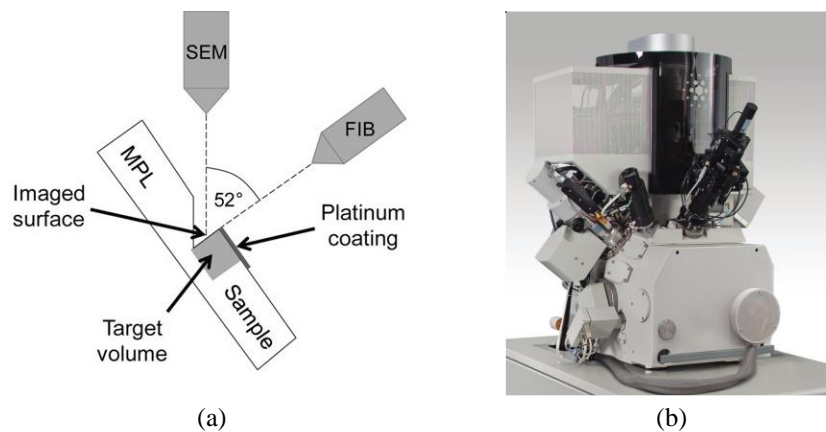 SEM
FIB
MPL
52°
Imaged
surface
Platinum
coating
Sample
Target
volume
(a)
(b)